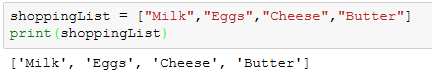 shoppingList = ["Milk","Eggs","Cheese","Butter"]
print(shoppingList)
['Milk', 'Eggs', 'Cheese', 'Butter']